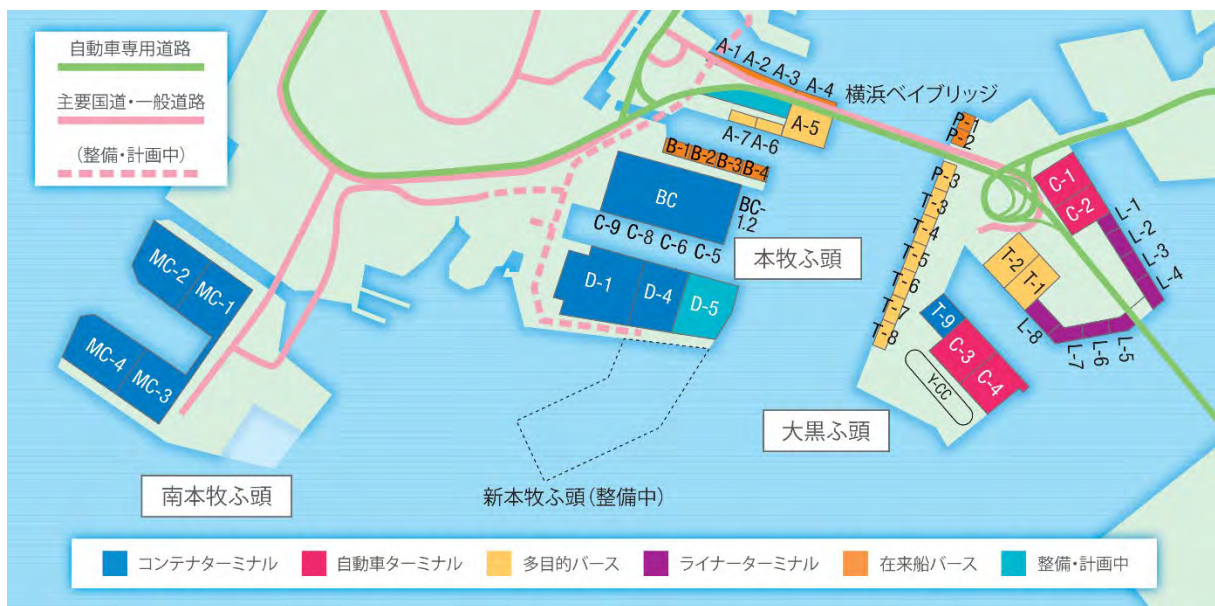 自動車専用道路
主要国道・一般道路
(整備・計画中)
A-1
A-2
A-3
A-4
横浜ベイブリッジ
A-5
A-7
A-6
B-1
B-2
B-3
B-4
BC
BC-1.2
C-9
C-8
C-6
C-5
本牧ふ頭
D-1
D-4
D-5
MC-2
MC-1
MC-4
MC-3
南本牧ふ頭
新本牧ふ頭(整備中)
P-1
P-2
P-3
T-3
T-4
T-5
T-6
T-7
T-8
C-1
C-2
L-1
L-2
L-3
L-4
T-2
T-1
L-8
L-7
L-6
L-5
T-9
C-3
C-4
Y-CC
大黒ふ頭
コンテナターミナル
自動車ターミナル
多目的バース
ライナーターミナル
在来船バース
整備・計画中